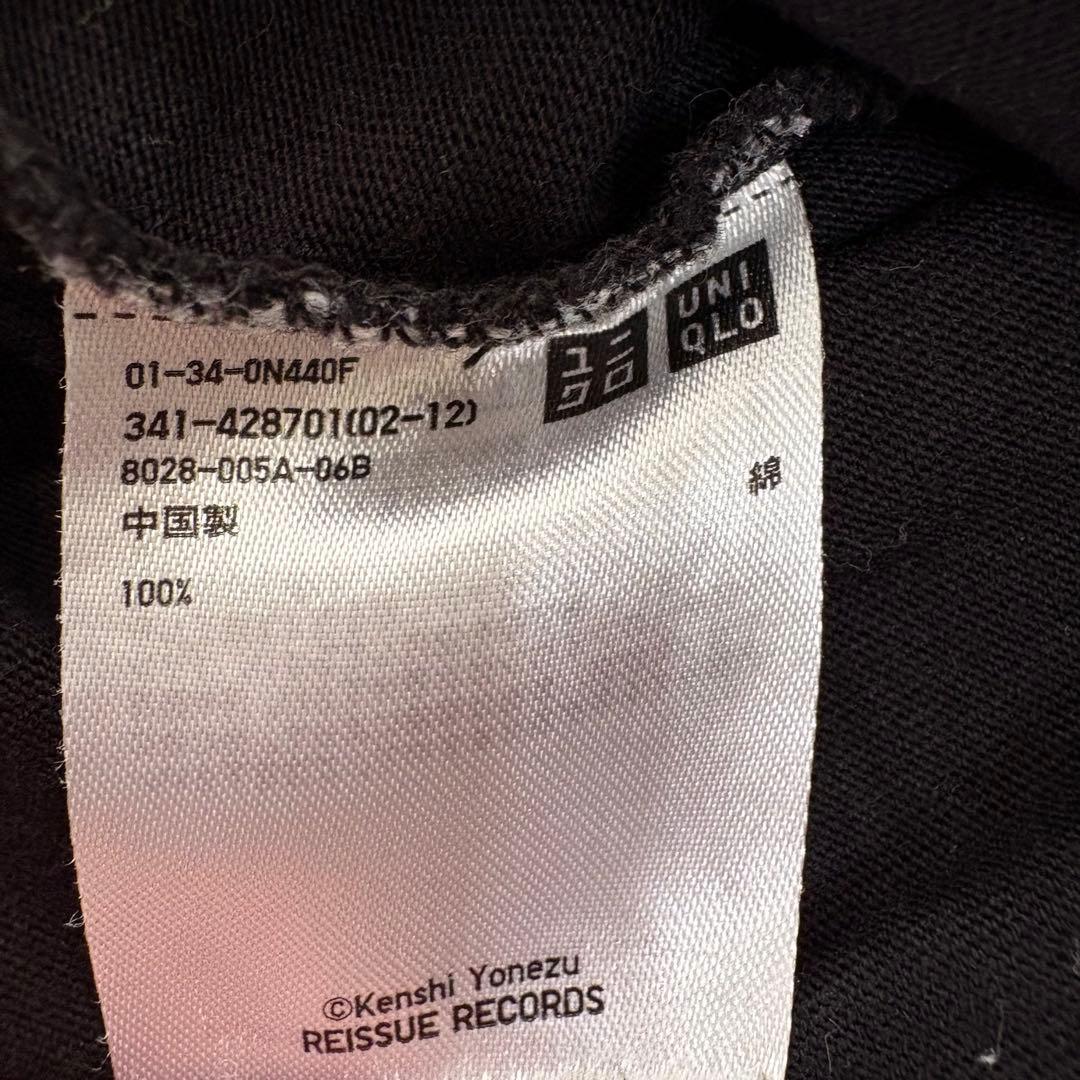 ユニ
クロ
UNI
QLO
01-34-0N440F
341-428701(02-12)
8028-005A-06B
中国製
綿
100%
©Kenshi Yonezu
REISSUE RECORDS